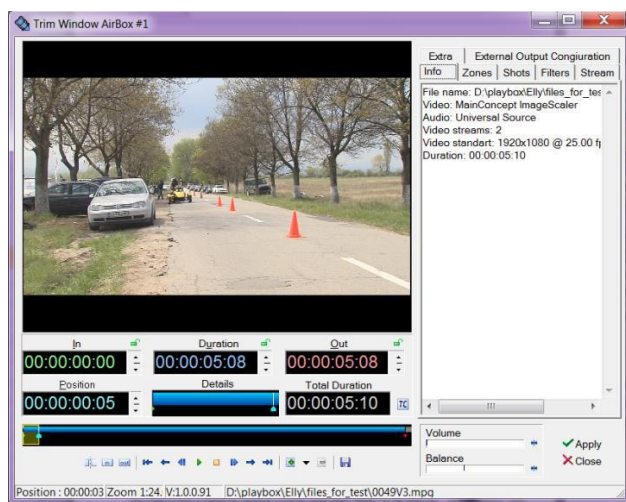 Trim Window AirBox #1
Extra External Output Congiuration
Info Zones Shots Filters Stream
File name: D:\playbox\Elly\files_for_tes
Video: MainConcept ImageScaler
Audio: Universal Source
Video streams: 2
Video standart: 1920x1080 @ 25.00 f
Duration: 00:00:05:10
In Duration Out
00:00:00:00 00:00:05:08 00:00:05:08
Position Details Total Duration
00:00:00:05 00:00:05:10 TC
Volume
Balance
Apply
Close
Position : 00:00:03 Zoom 1:24. V:1.0.0.91 D:\playbox\Elly\files_for_test\0049V3.mpg